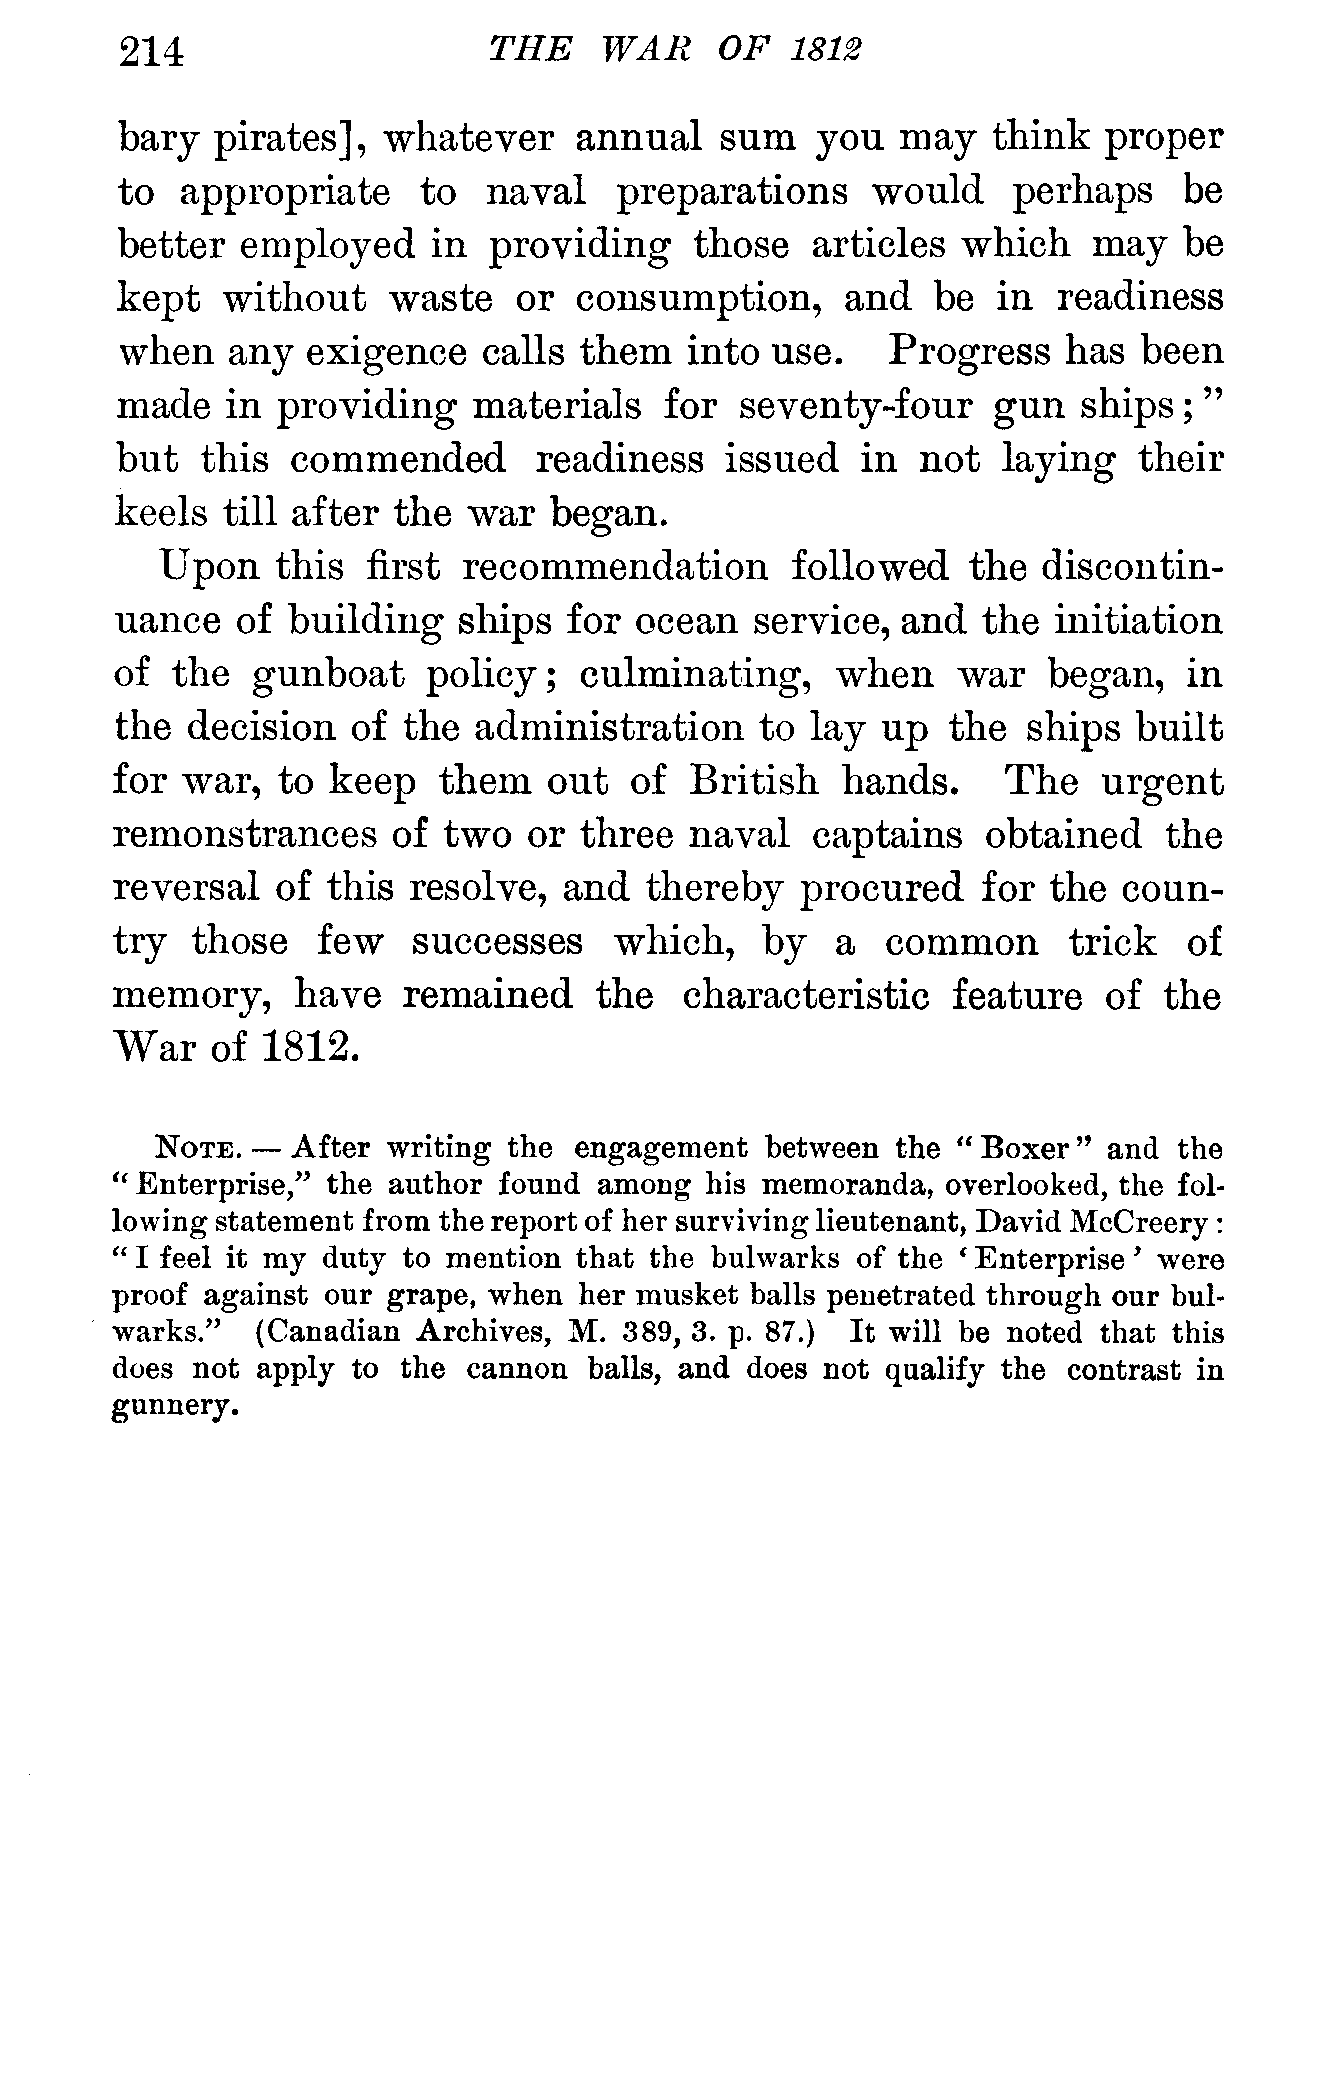 214 THE WAR OF 1812
bary pirates], whatever annual sum you may think proper
to appropriate to naval preparations would perhaps be
better employed in providing those articles which may be
kept without waste or consumption, and be in readiness
when any exigence calls them into use. Progress has been
made in providing materials for seventy-four gun ships; ”
but this commended readiness issued in not laying their
keels till after the war began.
Upon this first recommendation followed the discontin-
uance of building ships for ocean service, and the initiation
of the gunboat policy; culminating, when war began, in
the decision of the administration to lay up the ships built
for war, to keep them out of British hands. The urgent
remonstrances of two or three naval captains obtained the
reversal of this resolve, and thereby procured for the coun-
try those few successes which, by a common trick of
memory, have remained the characteristic feature of the
War of 1812.
NOTE. — After writing the engagement between the “ Boxer ” and the
“ Enterprise,” the author found among his memoranda, overlooked, the fol-
lowing statement from the report of her surviving lieutenant, David McCreery :
“ I feel it my duty to mention that the bulwarks of the ‘ Enterprise ’ were
proof against our grape, when her musket balls penetrated through our bul-
warks.” (Canadian Archives, M. 389, 3. p. 87.) It will be noted that this
does not apply to the cannon balls, and does not qualify the contrast in
gunnery.